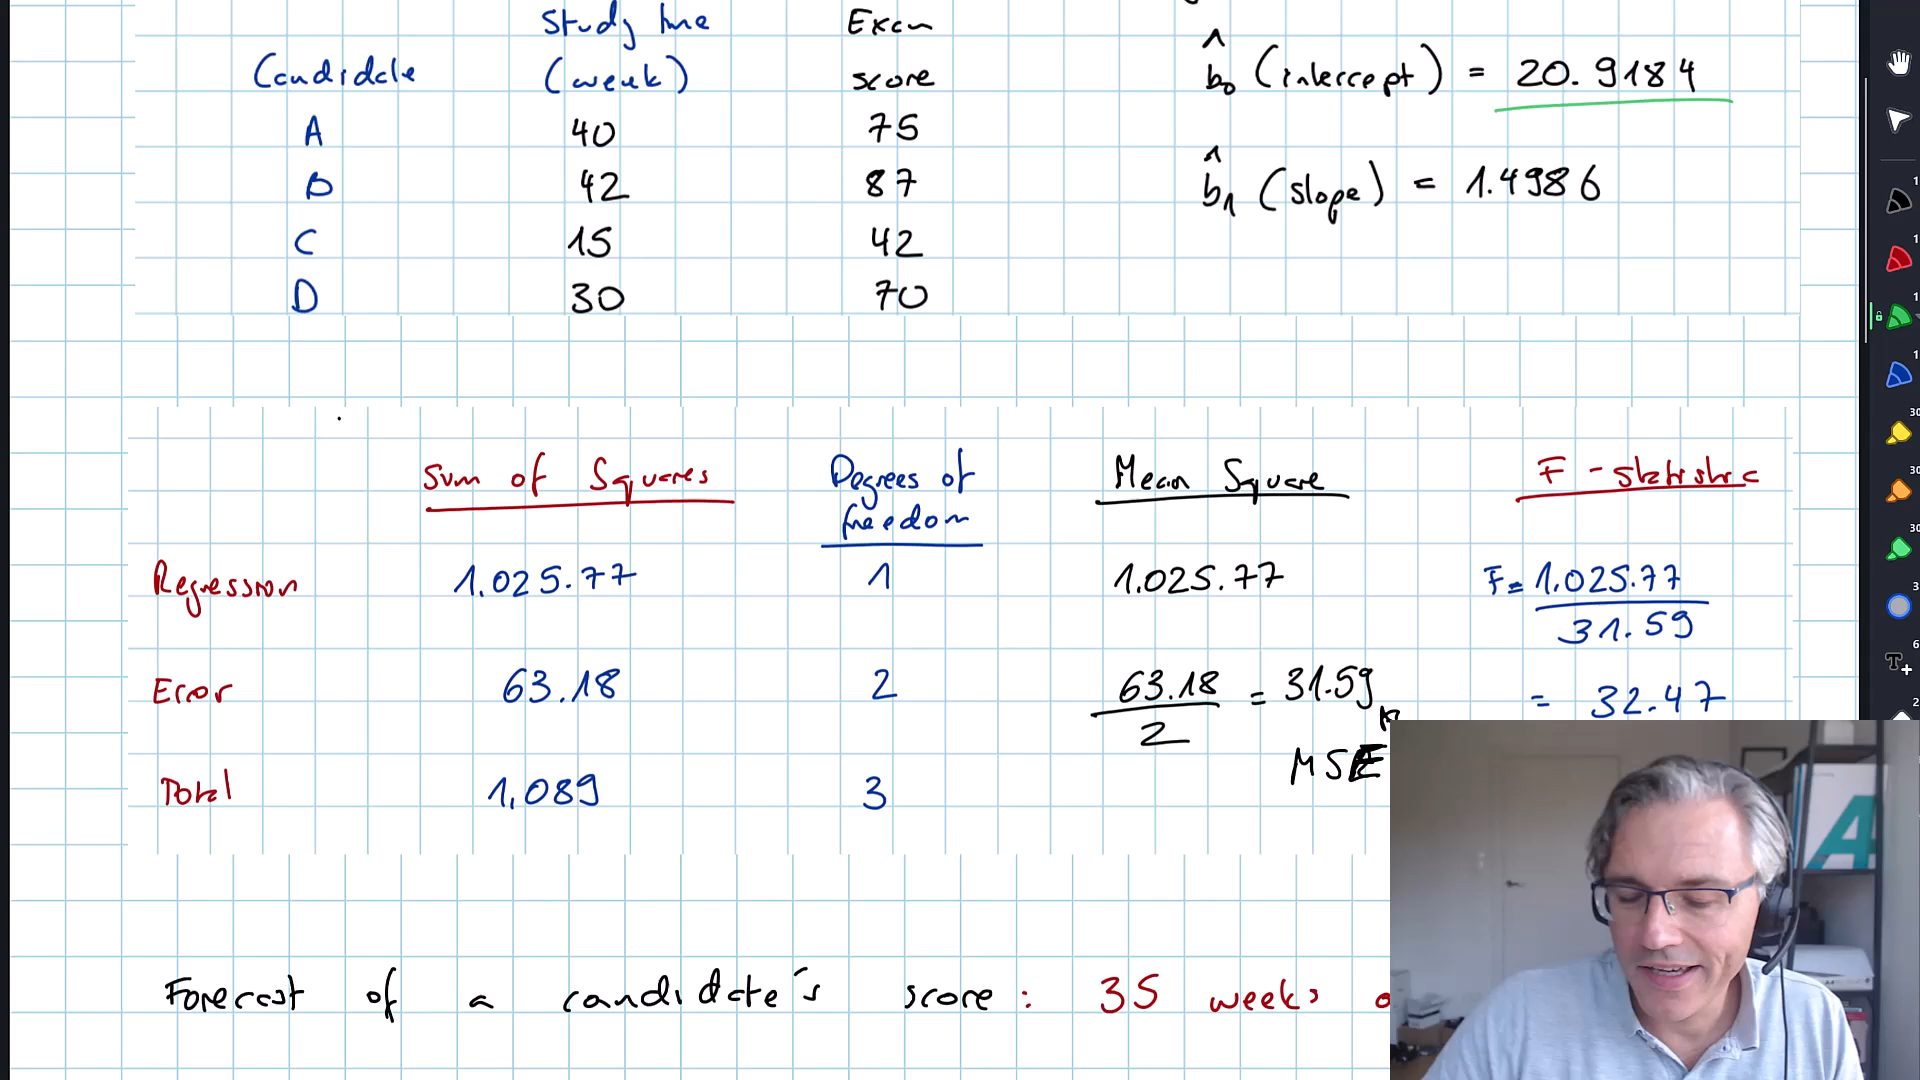 Study time
Exam
(Candidate
(week)
score
A 40 75
B 42 87
C 15 42
D 30 70
b̂0 (intercept) = 20.9184
b̂1 (slope) = 1.4986
Sum of Squares
Degrees of freedom
Mean Square
F-statistic
Regression 1.025.77 1 1.025.77 F = 1.025.77 / 31.59
Error 63.18 2 63.18 / 2 = 31.59 = 32.47
MSE
Total 1,089 3
Forecast of a candidate's score: 35 weeks